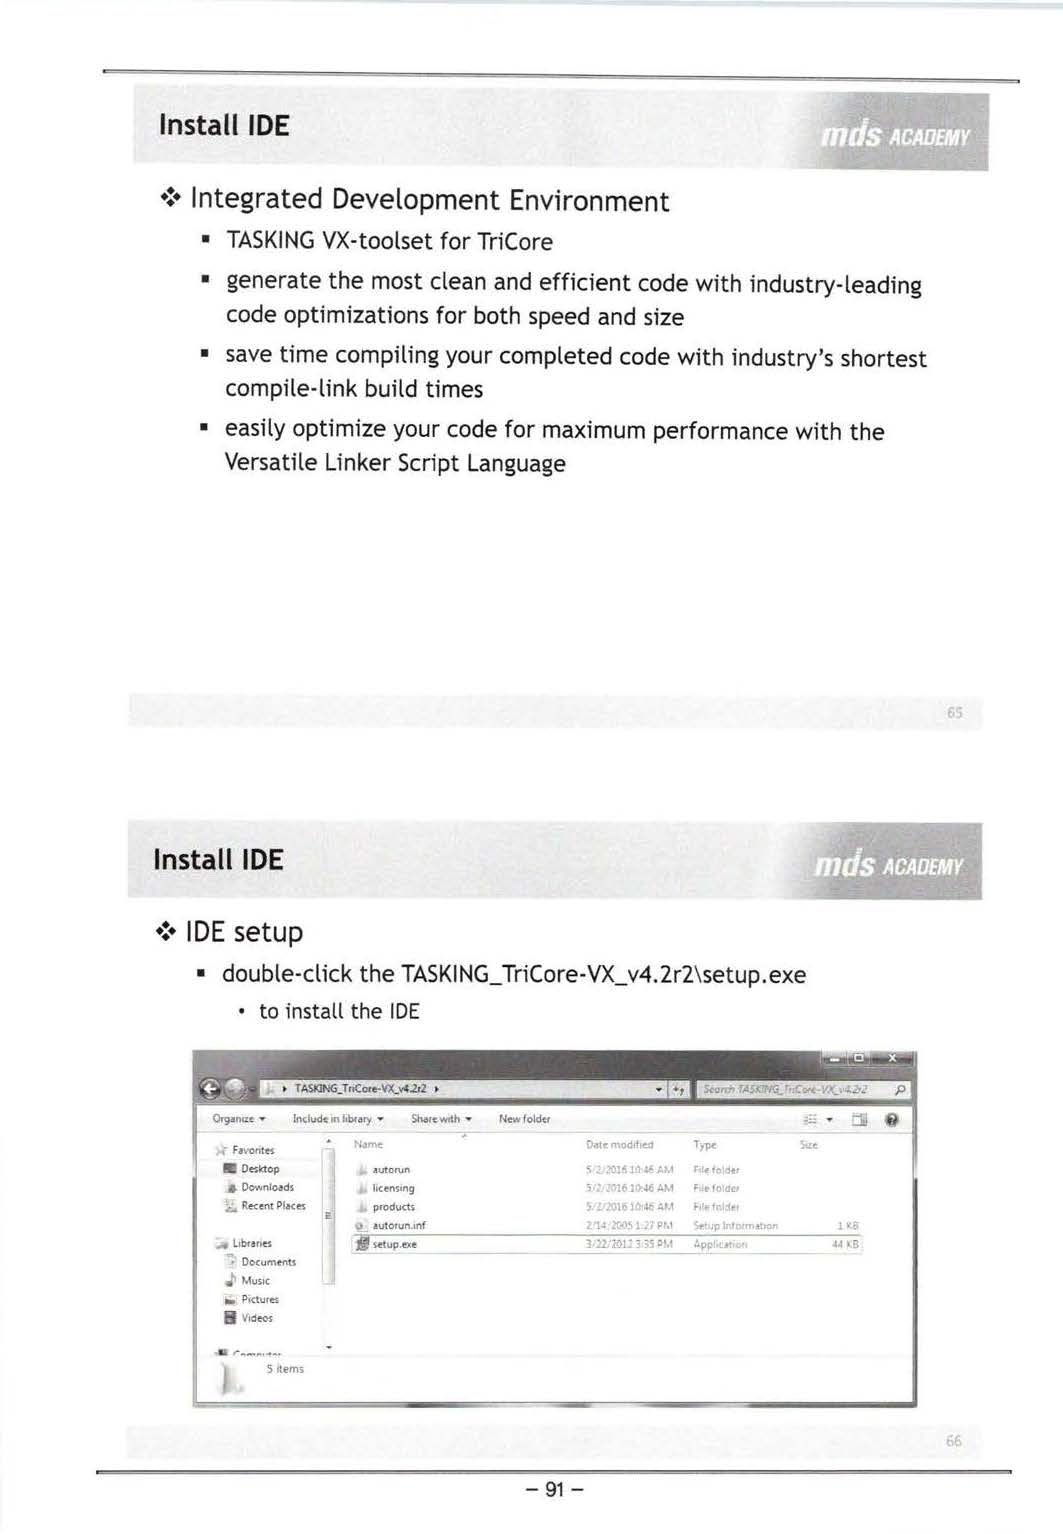 Install IDE
mds ACADEMY
Integrated Development Environment
TASKING VX-toolset for TriCore
generate the most clean and efficient code with industry-leading
code optimizations for both speed and size
save time compiling your completed code with industry's shortest
compile-link build times
easily optimize your code for maximum performance with the
Versatile Linker Script Language
65
Install IDE
mds ACADEMY
IDE setup
double-click the TASKING_TriCore-VX_v4.2r2\setup.exe
to install the IDE
TASKING_TriCore-VX_v4.2r2
Search TASKING_TriCore-VX_v4.2r2
Organize Include in library Share with New folder
Name Date modified Type Size
Favorites
Desktop
Downloads
Recent Places
Libraries
Documents
Music
Pictures
Videos
Computer
autorun 5/2/2016 10:46 AM File folder
licensing 5/2/2016 10:46 AM File folder
products 5/2/2016 10:46 AM File folder
autorun.inf 2/14/2005 1:27 PM Setup Information 1 KB
setup.exe 3/22/2012 3:35 PM Application 44 KB
5 items
66
- 91 -